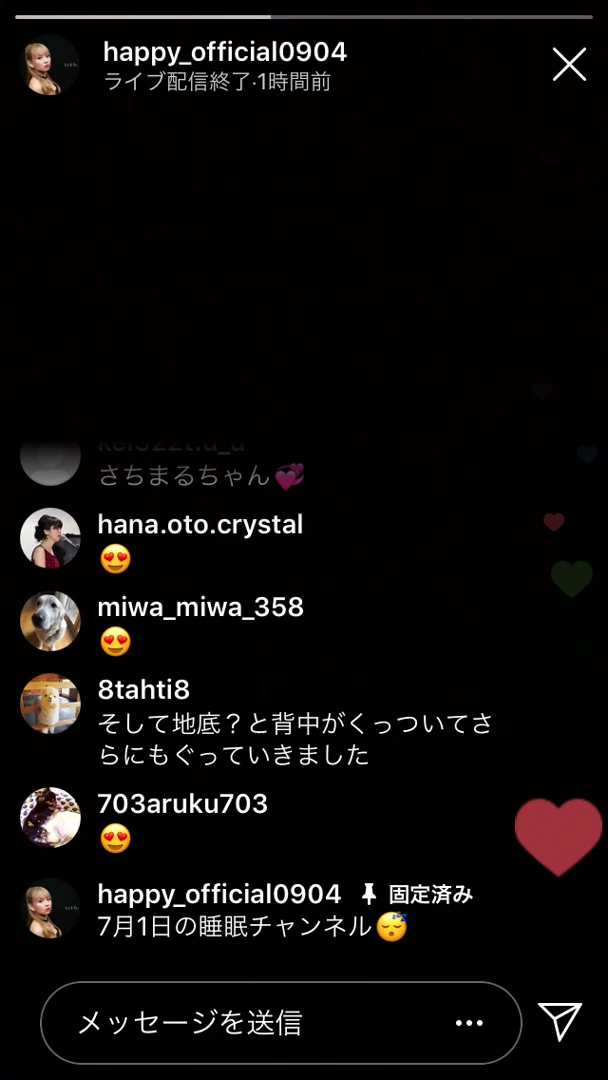 happy_official0904
ライブ配信終了·1時間前
さちまるちゃん💞
hana.oto.crystal
😍
miwa_miwa_358
😍
8tahti8
そして地底？と背中がくっついてさ
らにもぐっていきました
703aruku703
😍
happy_official0904 固定済み
7月1日の睡眠チャンネル😴
メッセージを送信